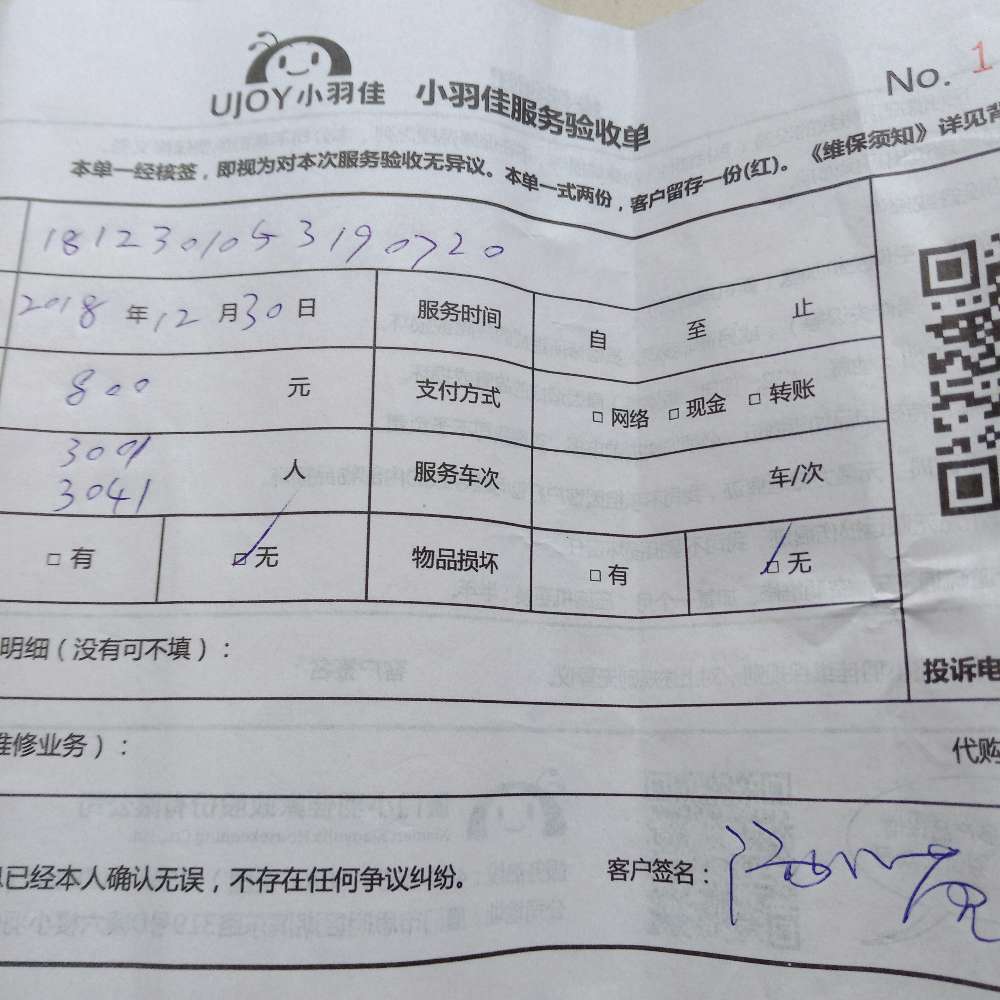 UJOY小羽佳 小羽佳服务验收单 No. 1
本单一经核签，即视为对本次服务验收无异议。本单一式两份，客户留存一份(红)。《维保须知》详见背
1812301053190720
2018 年 12 月 30 日 服务时间 自 至 止
800 元 支付方式 □ 网络 □ 现金 □ 转账
3001
3041 人 服务车次 车/次
□ 有 □ 无 物品损坏 □ 有 □ 无
明细（没有可不填）：
投诉电
维修业务）：
代购
已经本人确认无误，不存在任何争议纠纷。 客户签名：